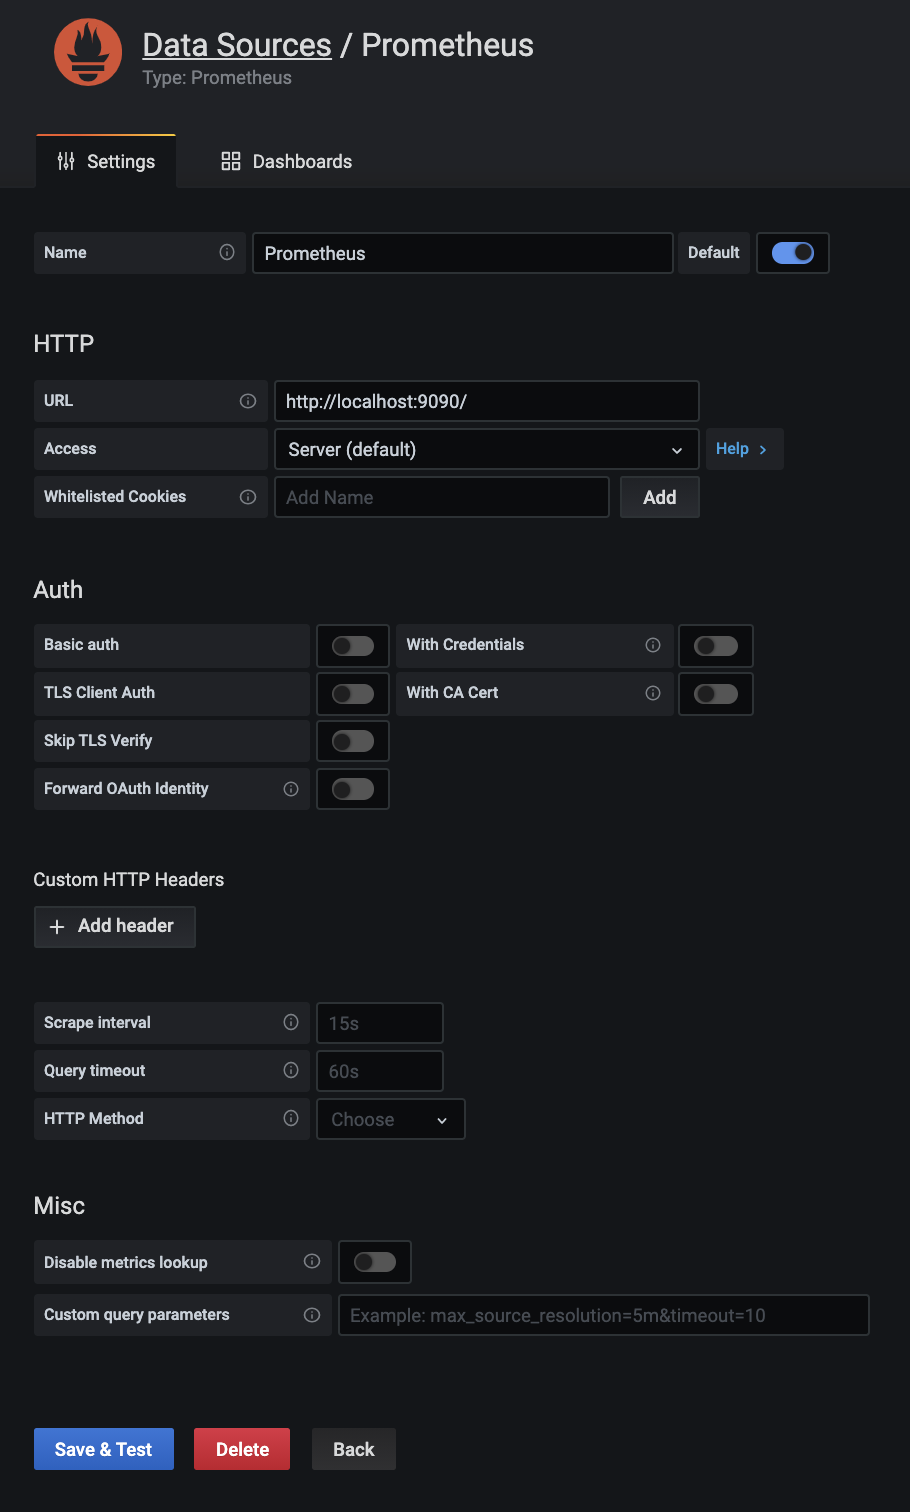 Data Sources / Prometheus
Type: Prometheus
Settings
Dashboards
Name
Prometheus
Default
HTTP
URL
http://localhost:9090/
Access
Server (default)
Help
Whitelisted Cookies
Add Name
Add
Auth
Basic auth
With Credentials
TLS Client Auth
With CA Cert
Skip TLS Verify
Forward OAuth Identity
Custom HTTP Headers
Add header
Scrape interval
15s
Query timeout
60s
HTTP Method
Choose
Misc
Disable metrics lookup
Custom query parameters
Example: max_source_resolution=5m&timeout=10
Save & Test
Delete
Back